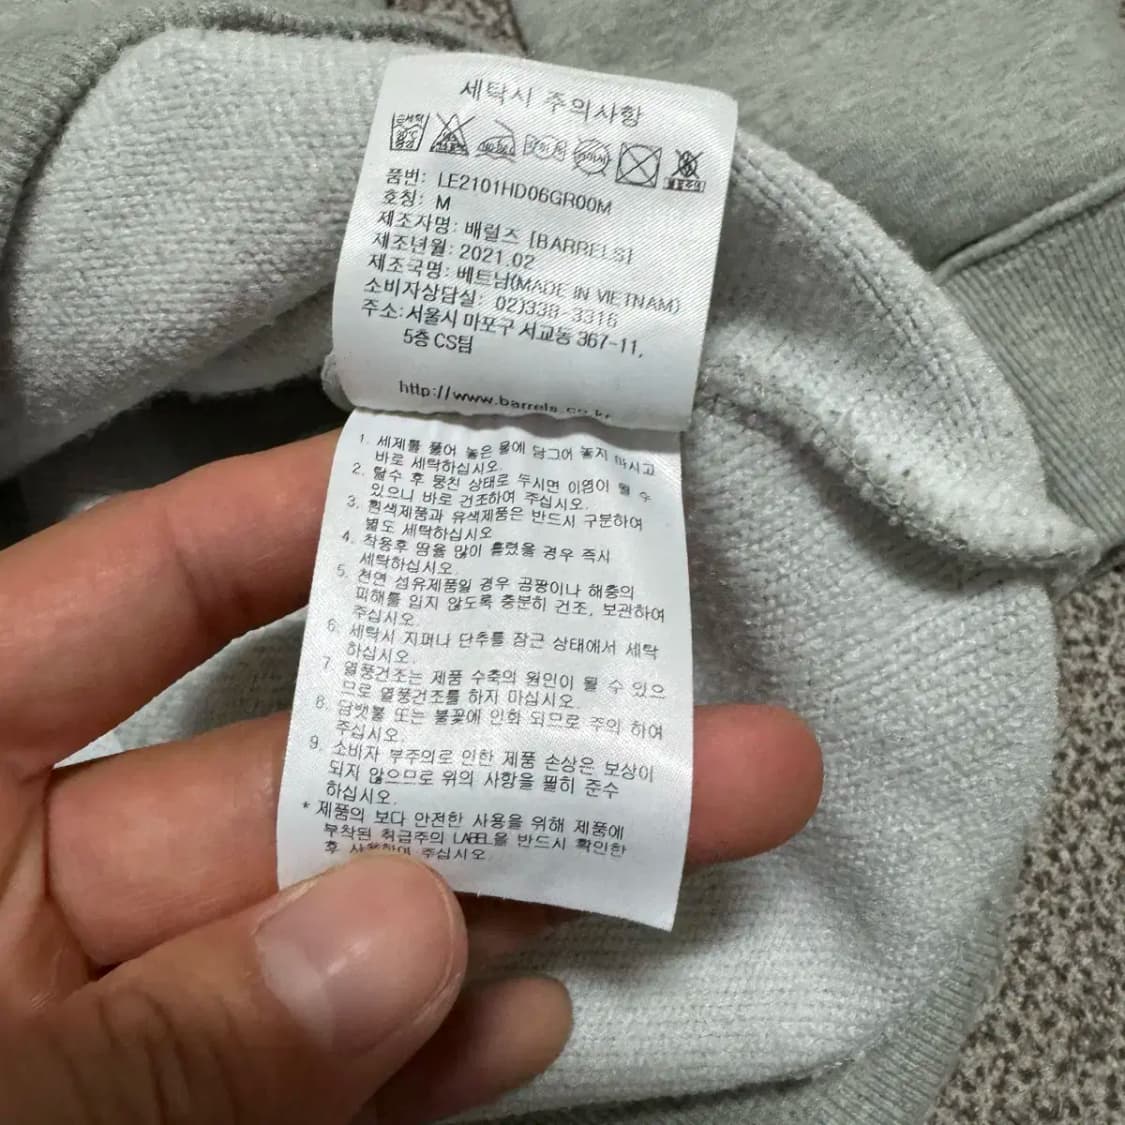 세탁시 주의사항
품번: LE2101HD06GR00M
호칭: M
제조자명: 배럴즈 [BARRELS]
제조년월: 2021.02
제조국명: 베트남(MADE IN VIETNAM)
소비자상담실: 02)338-3316
주소: 서울시 마포구 서교동 367-11,
5층 CS팀
http://www.barrels.co.kr
1. 세제를 풀어 놓은 물에 담그어 놓지 마시고
바로 세탁하십시오.
2. 탈수 후 뭉친 상태로 두시면 이염이 될 수
있으니 바로 건조하여 주십시오.
3. 흰색제품과 유색제품은 반드시 구분하여
별도 세탁하십시오
4. 착용후 땀을 많이 흘렸을 경우 즉시
세탁하십시오.
5. 천연 섬유제품일 경우 곰팡이나 해충의
피해를 입지 않도록 충분히 건조, 보관하여
주십시오.
6. 세탁시 지퍼나 단추를 잠근 상태에서 세탁
하십시오.
7. 열풍건조는 제품 수축의 원인이 될 수 있으
므로 열풍건조를 하지 마십시오.
8. 담뱃불 또는 불꽃에 인화 되므로 주의 하여
주십시오.
9. 소비자 부주의로 인한 제품 손상은 보상이
되지 않으므로 위의 사항을 필히 준수
하십시오.
* 제품의 보다 안전한 사용을 위해 제품에
부착된 취급주의 LABEL을 반드시 확인한
후 사용하여 주십시오